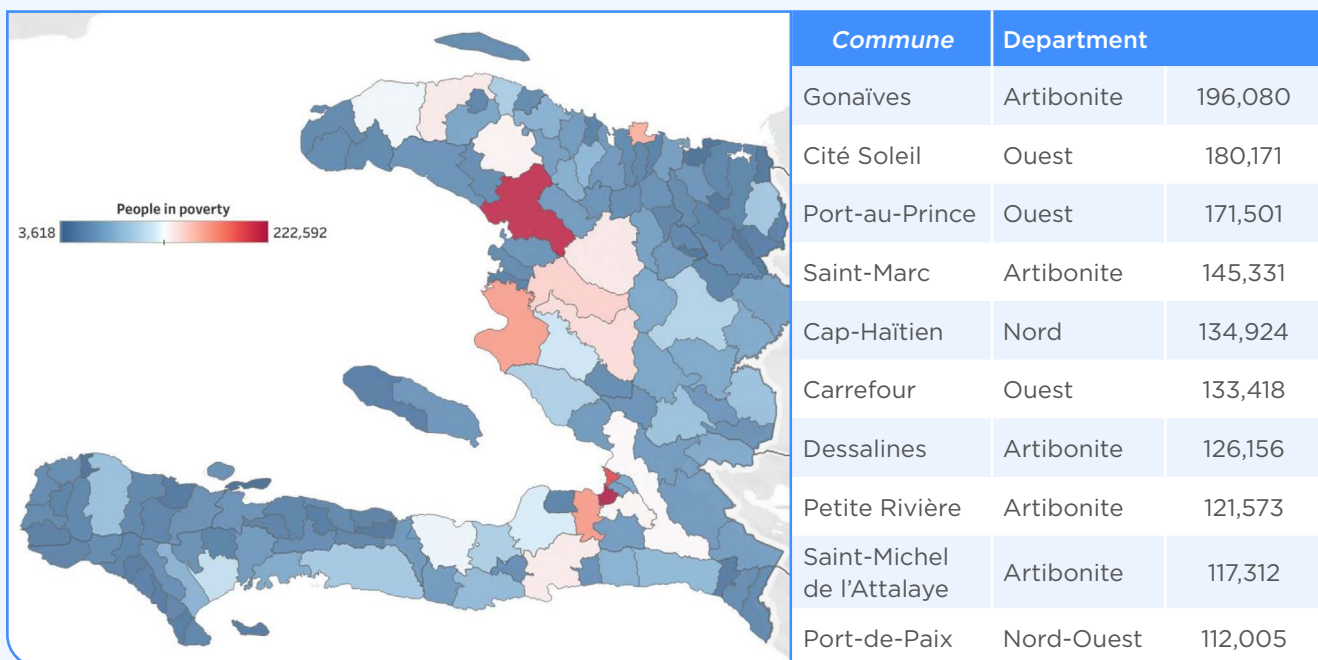 People in poverty
3,618 222,592
Commune Department
Gonaïves Artibonite 196,080
Cité Soleil Ouest 180,171
Port-au-Prince Ouest 171,501
Saint-Marc Artibonite 145,331
Cap-Haïtien Nord 134,924
Carrefour Ouest 133,418
Dessalines Artibonite 126,156
Petite Rivière Artibonite 121,573
Saint-Michel
de l’Attalaye Artibonite 117,312
Port-de-Paix Nord-Ouest 112,005